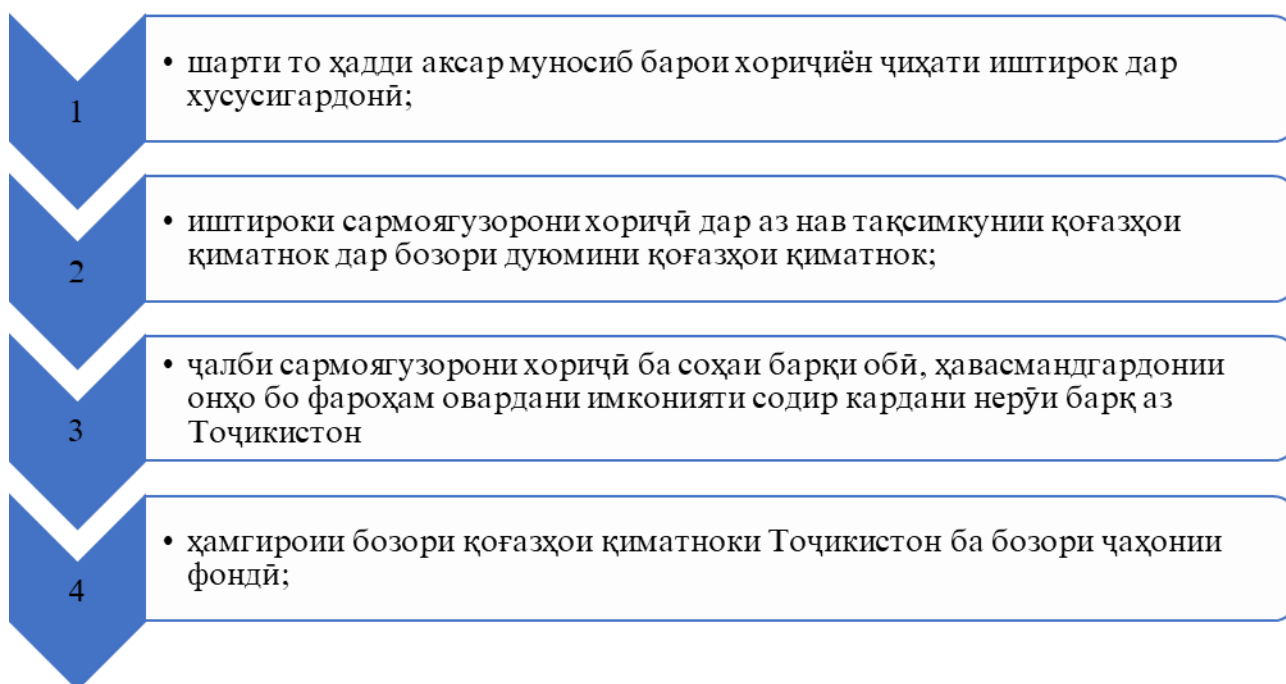 1
• шарти то ҳадди аксар муносиб барои хориҷиён ҷиҳати иштирок дар
хусусигардонӣ;
2
• иштироки сармоягузорони хориҷӣ дар аз нав тақсимкунии қоғазҳои
қиматнок дар бозори дуюмини қоғазҳои қиматнок;
3
• ҷалби сармоягузорони хориҷӣ ба соҳаи барқи обӣ, ҳавасмандгардонии
онҳо бо фароҳам овардани имконияти содир кардани нерӯи барқ аз
Тоҷикистон
4
• ҳамгироии бозори қоғазҳои қиматноки Тоҷикистон ба бозори ҷаҳонии
фондӣ;